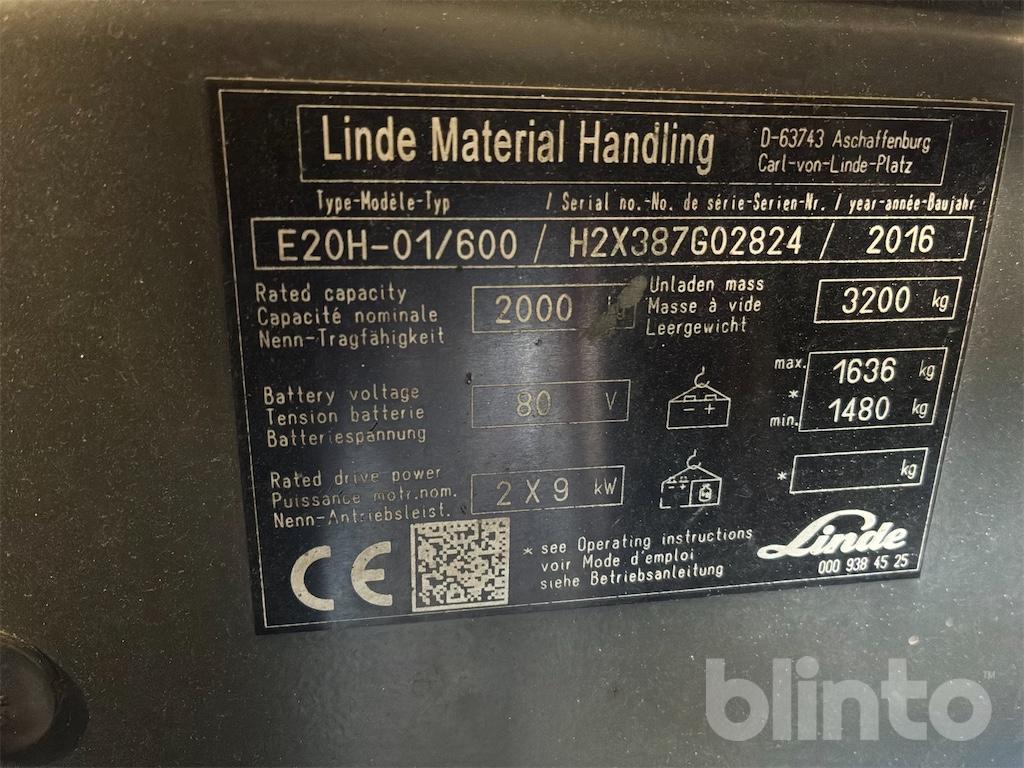 Linde Material Handling
D-63743 Aschaffenburg
Carl-von-Linde-Platz
Type-Modèle-Typ / Serial no.-No. de série-Serien-Nr. / year-année-Baujahr
E20H-01/600 / H2X387G02824 / 2016
Rated capacity
Capacité nominale
Nenn-Tragfähigkeit
2000 kg
Unladen mass
Masse à vide
Leergewicht
3200 kg
Battery voltage
Tension batterie
Batteriespannung
80 V
- +
max. 1636 kg
*
min. 1480 kg
Rated drive power
Puissance motr.nom.
Nenn-Antriebsleist.
2 X 9 kW
* kg
CE
* see Operating instructions
voir Mode d'emploi
siehe Betriebsanleitung
Linde
000 938 45 25
blinto™